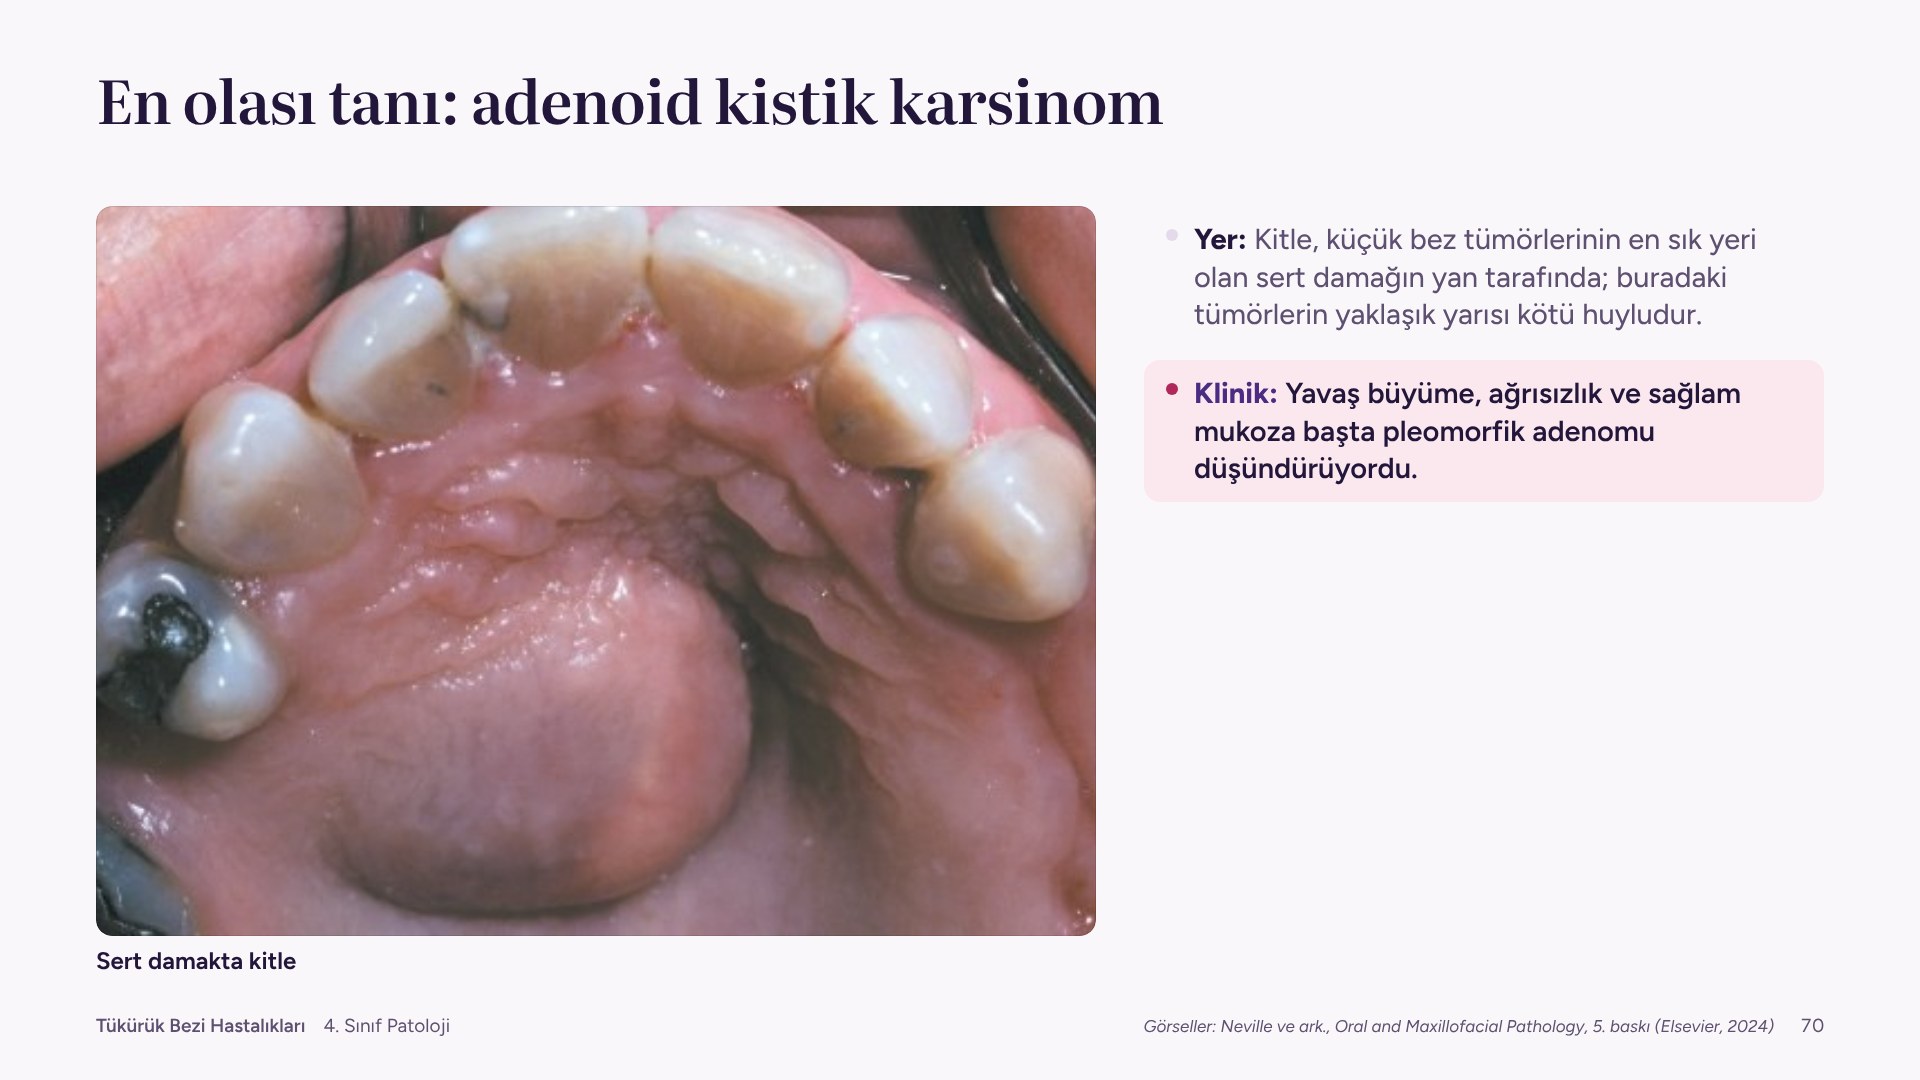 En olası tanı: adenoid kistik karsinom
Yer: Kitle, küçük bez tümörlerinin en sık yeri
olan sert damağın yan tarafında; buradaki
tümörlerin yaklaşık yarısı kötü huyludur.
Klinik: Yavaş büyüme, ağrısızlık ve sağlam
mukoza başta pleomorfik adenomu
düşündürüyordu.
Sert damakta kitle
Tükürük Bezi Hastalıkları 4. Sınıf Patoloji
Görseller: Neville ve ark., Oral and Maxillofacial Pathology, 5. baskı (Elsevier, 2024) 70